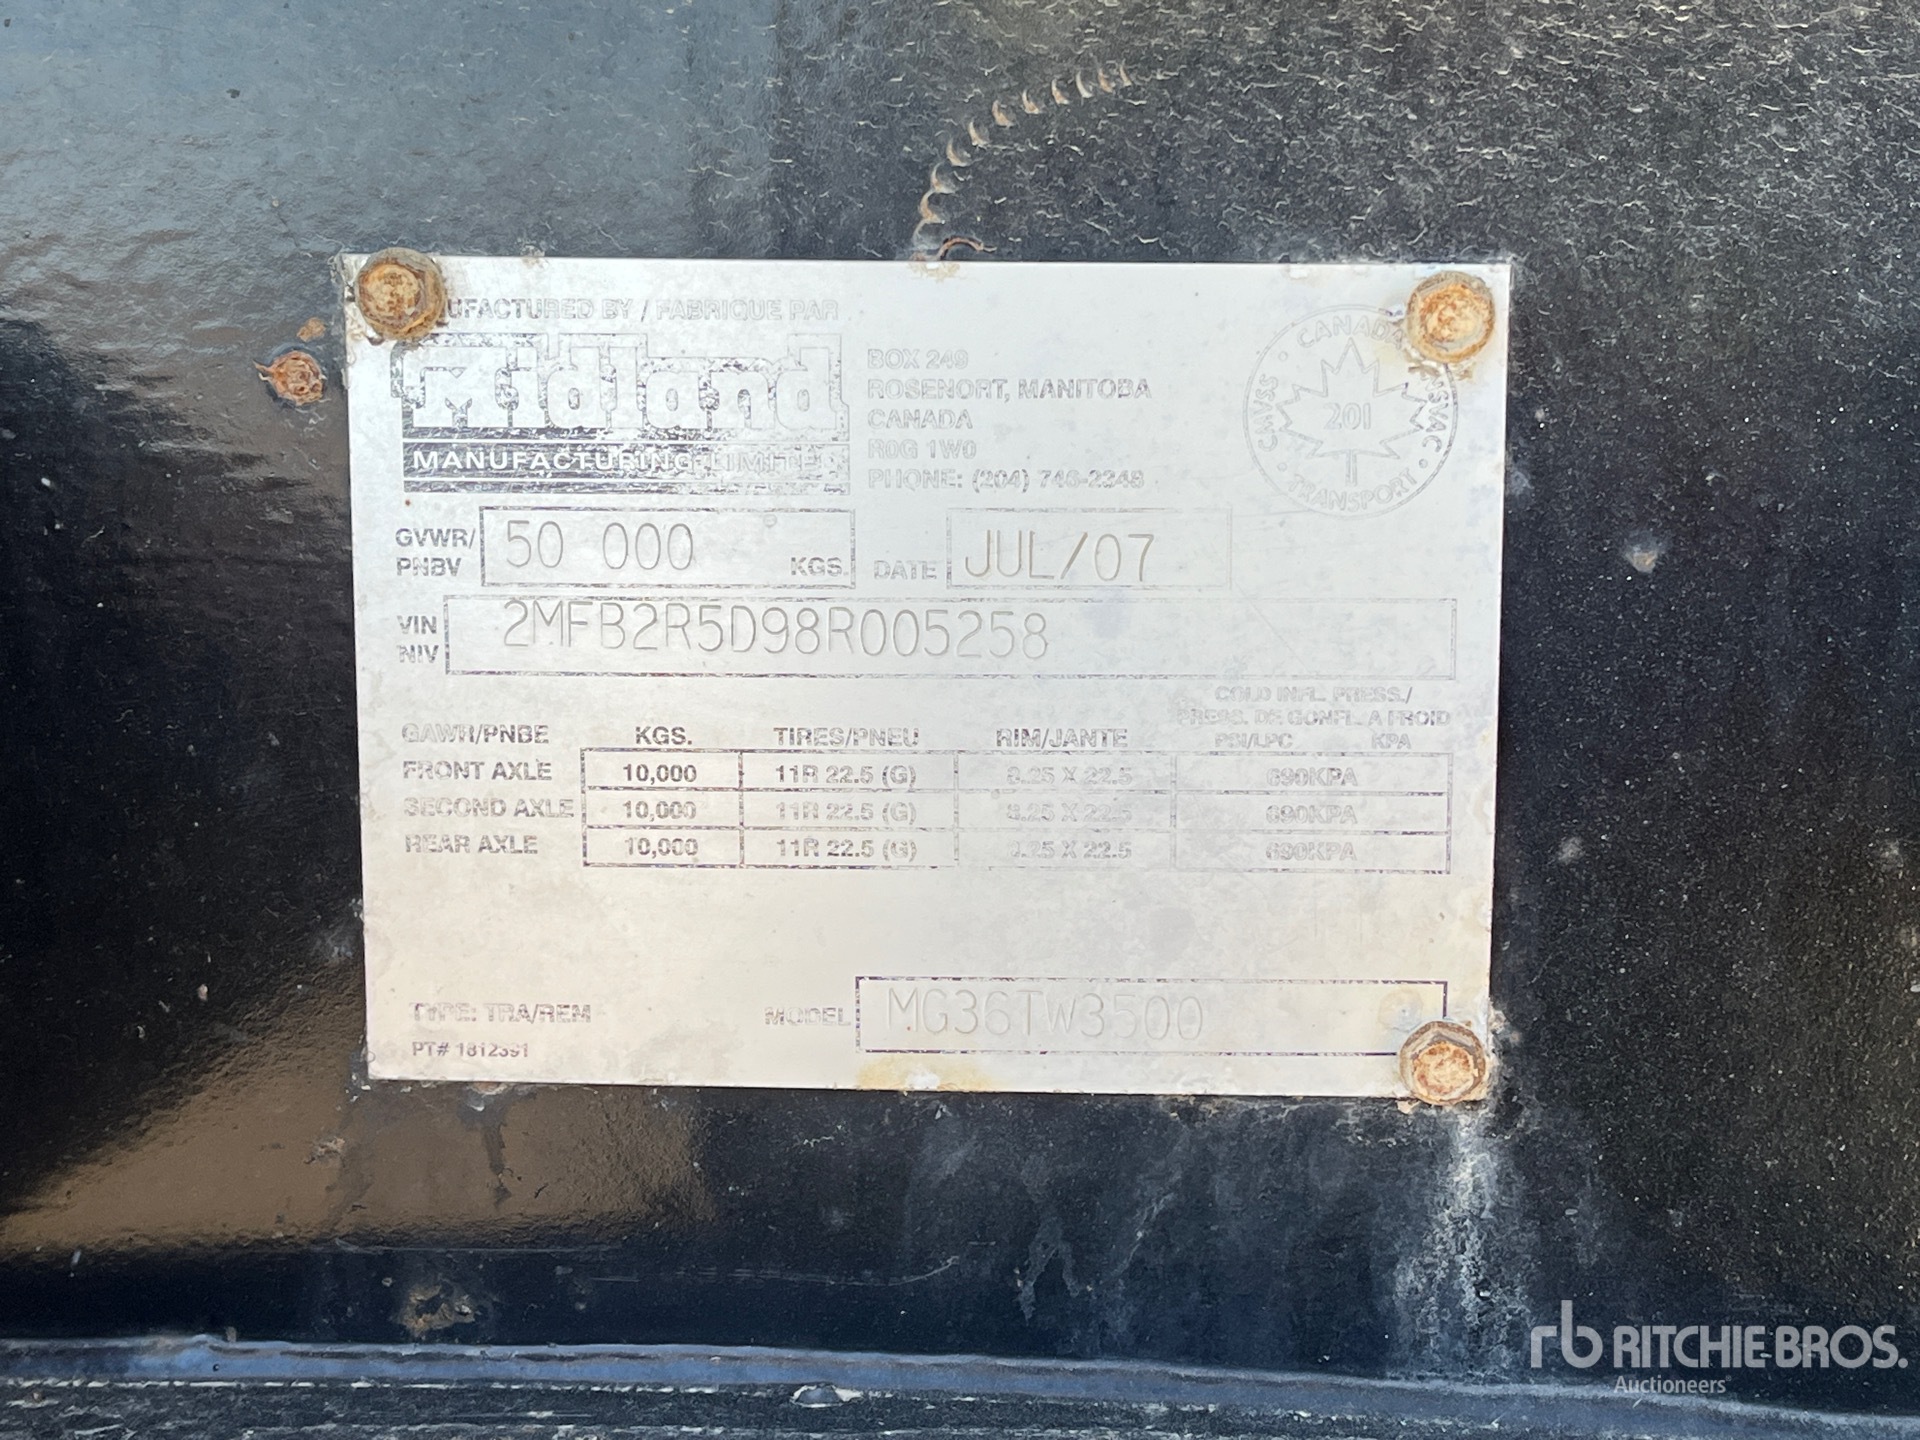 MANUFACTURED BY / FABRIQUE PAR
Midland
MANUFACTURING LIMITED
BOX 249
ROSENORT, MANITOBA
CANADA
R0G 1W0
PHONE: (204) 746-2348
CANADA
CMVSS
NSVAC
201
TRANSPORT
GVWR/
PNBV
50 000
KGS.
DATE
JUL/07
VIN
NIV
2MFB2R5D98R005258
COLD INFL. PRESS./
PRESS. DE GONFL. A FROID
GAWR/PNBE KGS. TIRES/PNEU RIM/JANTE PSI/LPC KPA
FRONT AXLE 10,000 11R 22.5 (G) 8.25 X 22.5 690KPA
SECOND AXLE 10,000 11R 22.5 (G) 8.25 X 22.5 690KPA
REAR AXLE 10,000 11R 22.5 (G) 8.25 X 22.5 690KPA
TYPE: TRA/REM
MODEL MG36TW3500
PT# 1812391
rb RITCHIE BROS.
Auctioneers